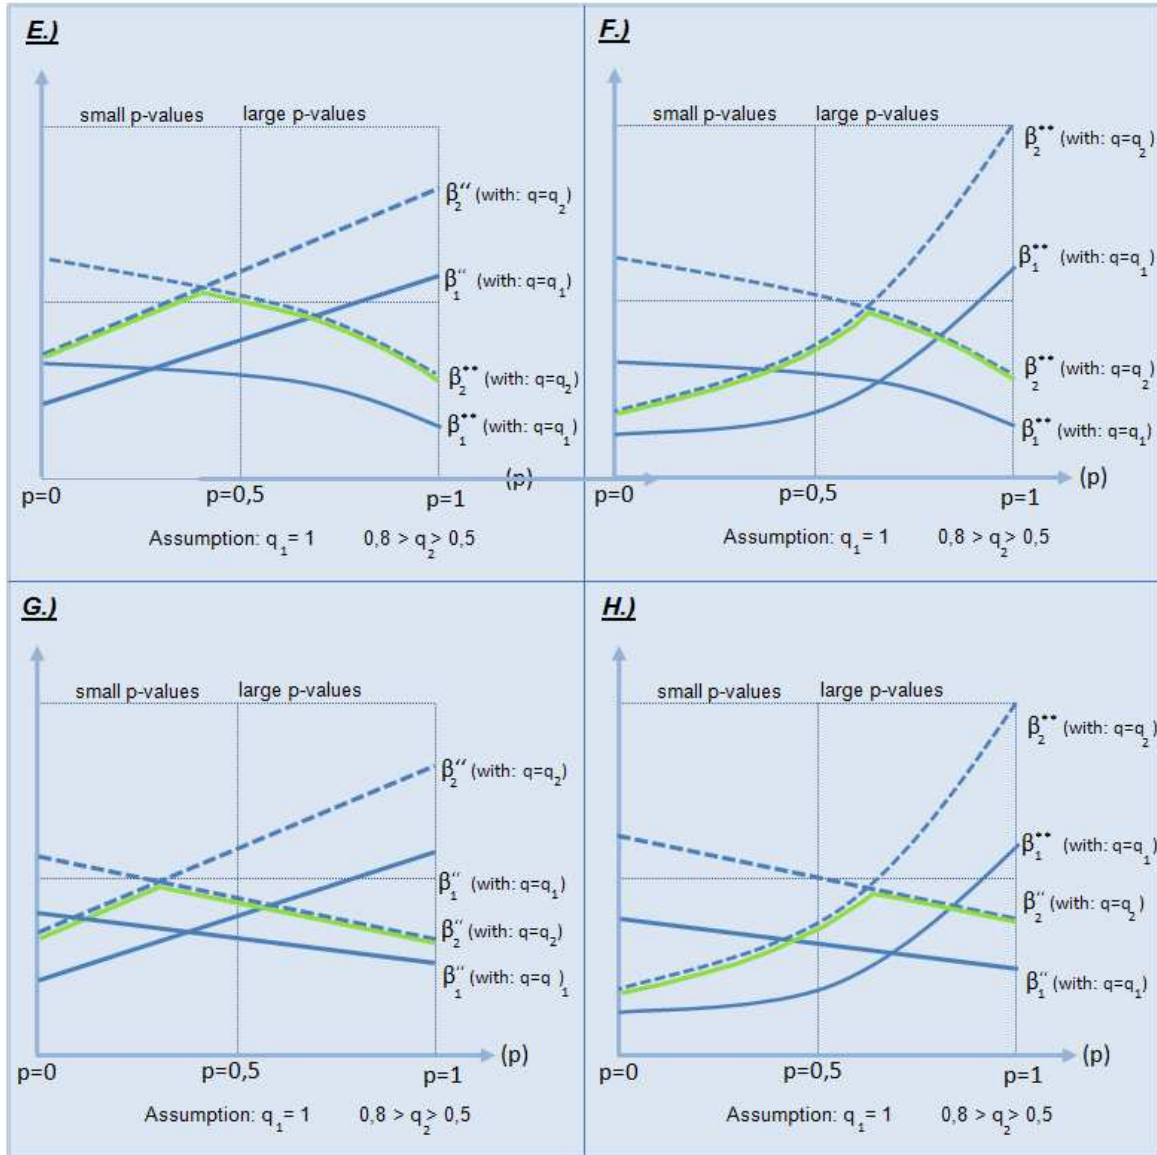 E.)
small p-values large p-values
β₂′′ (with: q=q₂)
β₁′′ (with: q=q₁)
β₂** (with: q=q₂)
β₁** (with: q=q₁)
(p)
p=0 p=0,5 p=1
Assumption: q₁= 1 0,8 > q₂> 0,5
F.)
small p-values large p-values
β₂** (with: q=q₂)
β₁** (with: q=q₁)
β₂** (with: q=q₂)
β₁** (with: q=q₁)
(p)
p=0 p=0,5 p=1
Assumption: q₁= 1 0,8 > q₂> 0,5
G.)
small p-values large p-values
β₂′′ (with: q=q₂)
β₁′′ (with: q=q₁)
β₂′′ (with: q=q₂)
β₁′′ (with: q=q )₁
(p)
p=0 p=0,5 p=1
Assumption: q₁= 1 0,8 > q₂> 0,5
H.)
small p-values large p-values
β₂** (with: q=q₂)
β₁** (with: q=q₁)
β₂′′ (with: q=q₂)
β₁′′ (with: q=q₁)
(p)
p=0 p=0,5 p=1
Assumption: q₁= 1 0,8 > q₂> 0,5